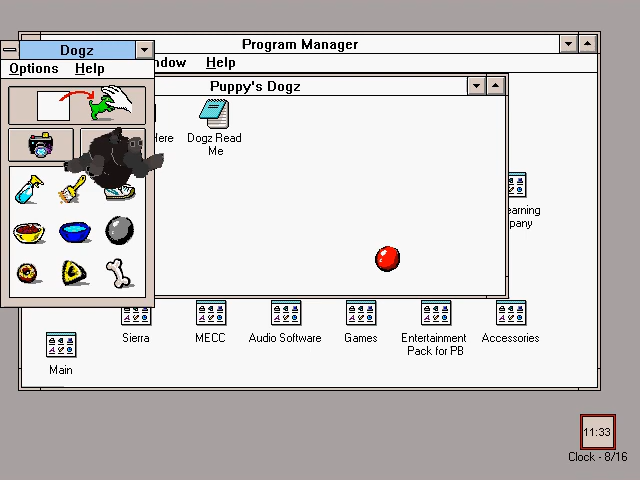 Program Manager
Dogz
Options Help
ndow Help
Puppy's Dogz
Here
Dogz Read
Me
earning
pany
Sierra
MECC
Audio Software
Games
Entertainment
Pack for PB
Accessories
Main
11:33
Clock - 8/16